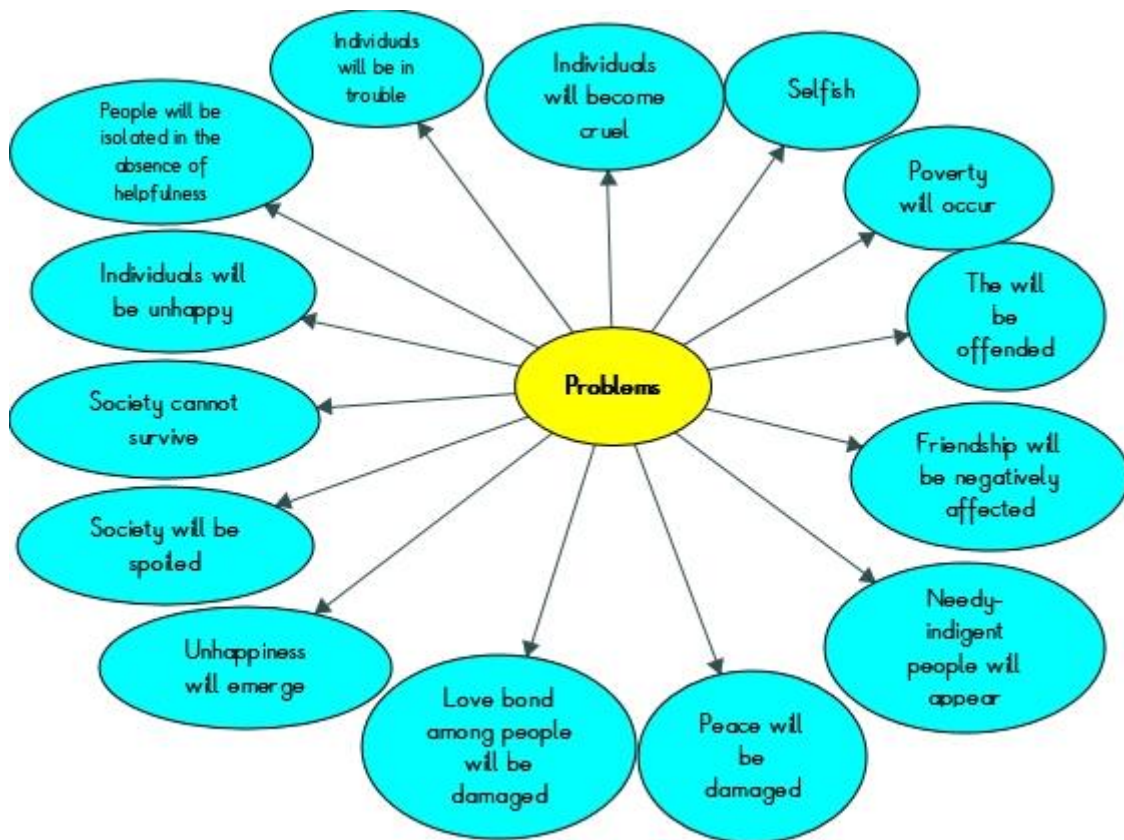 Individuals
will be in
trouble
Individuals
will become
cruel
Selfish
People will be
isolated in the
absence of
helpfulness
Poverty
will occur
Individuals will
be unhappy
The will
be
offended
Problems
Society cannot
survive
Friendship will
be negatively
affected
Society will be
spoiled
Needy-
indigent
people will
appear
Unhappiness
will emerge
Love bond
among people
will be
damaged
Peace will
be
damaged